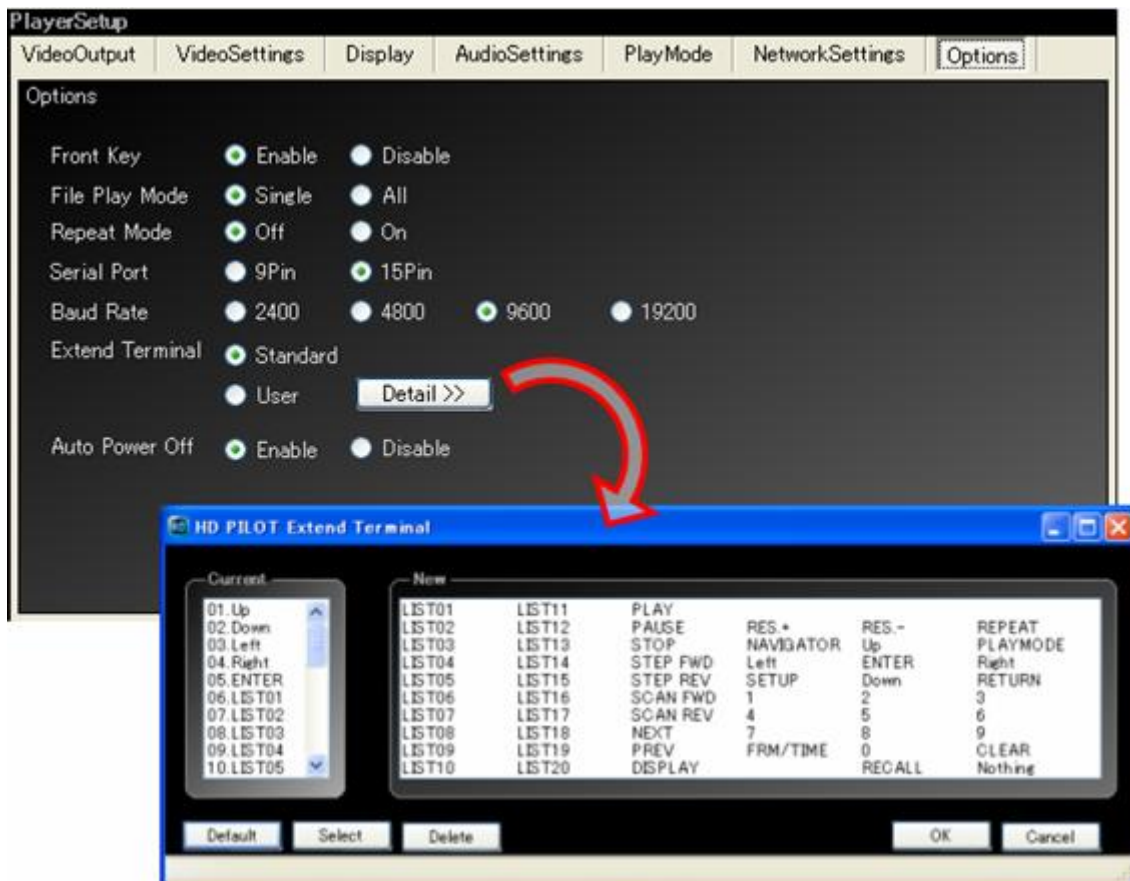 PlayerSetup
VideoOutput VideoSettings Display AudioSettings PlayMode NetworkSettings Options
Options
Front Key Enable Disable
File Play Mode Single All
Repeat Mode Off On
Serial Port 9Pin 15Pin
Baud Rate 2400 4800 9600 19200
Extend Terminal Standard
User Detail >>
Auto Power Off Enable Disable
HD PILOT Extend Terminal
Current New
01.Up LIST01 LIST11 PLAY
02.Down LIST02 LIST12 PAUSE RES.+ RES.- REPEAT
03.Left LIST03 LIST13 STOP NAVIGATOR Up PLAYMODE
04.Right LIST04 LIST14 STEP FWD Left ENTER Right
05.ENTER LIST05 LIST15 STEP REV SETUP Down RETURN
06.LIST01 LIST06 LIST16 SCAN FWD 1 2 3
07.LIST02 LIST07 LIST17 SCAN REV 4 5 6
08.LIST03 LIST08 LIST18 NEXT 7 8 9
09.LIST04 LIST09 LIST19 PREV FRM/TIME 0 CLEAR
10.LIST05 LIST10 LIST20 DISPLAY RECALL Nothing
Default Select Delete OK Cancel